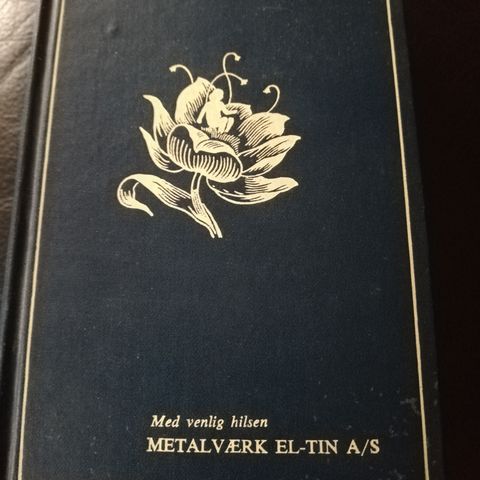 Med venlig hilsen
METALVÆRK EL-TIN A/S